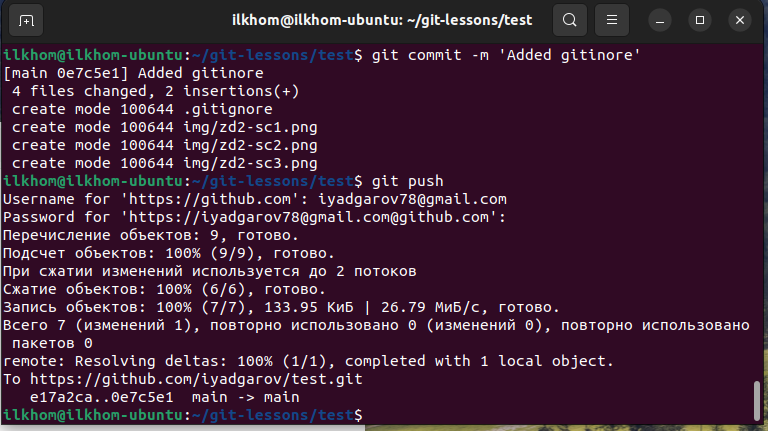 ilkhom@ilkhom-ubuntu: ~/git-lessons/test
ilkhom@ilkhom-ubuntu:~/git-lessons/test$ git commit -m 'Added gitinore'
[main 0e7c5e1] Added gitinore
 4 files changed, 2 insertions(+)
 create mode 100644 .gitignore
 create mode 100644 img/zd2-sc1.png
 create mode 100644 img/zd2-sc2.png
 create mode 100644 img/zd2-sc3.png
ilkhom@ilkhom-ubuntu:~/git-lessons/test$ git push
Username for 'https://github.com': iyadgarov78@gmail.com
Password for 'https://iyadgarov78@gmail.com@github.com':
Перечисление объектов: 9, готово.
Подсчет объектов: 100% (9/9), готово.
При сжатии изменений используется до 2 потоков
Сжатие объектов: 100% (6/6), готово.
Запись объектов: 100% (7/7), 133.95 КиБ | 26.79 МиБ/с, готово.
Всего 7 (изменений 1), повторно использовано 0 (изменений 0), повторно использовано
 пакетов 0
remote: Resolving deltas: 100% (1/1), completed with 1 local object.
To https://github.com/iyadgarov/test.git
   e17a2ca..0e7c5e1  main -> main
ilkhom@ilkhom-ubuntu:~/git-lessons/test$